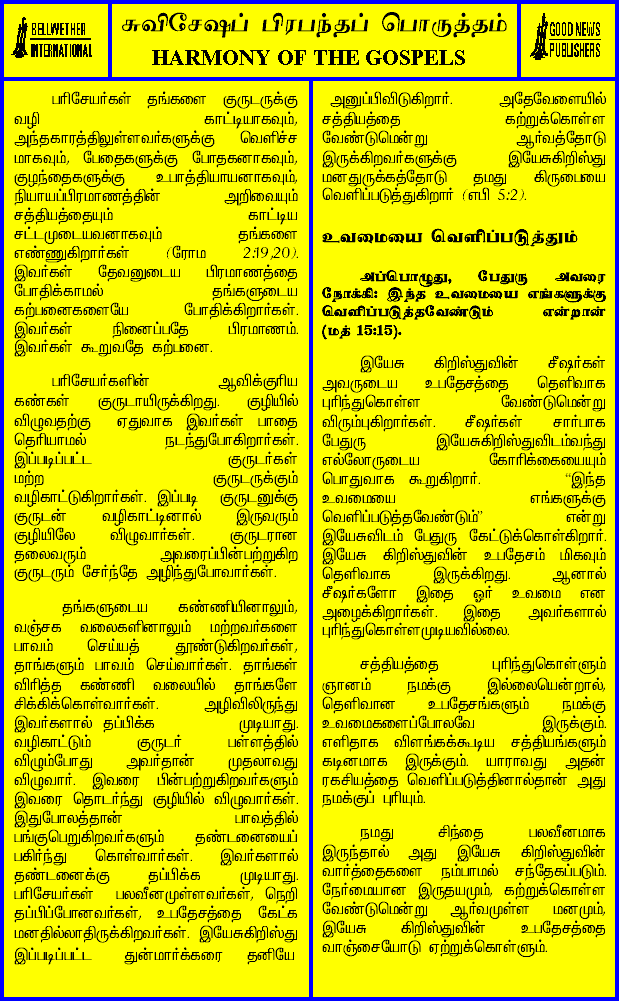 BELLWETHER
INTERNATIONAL
சுவிசேஷப் பிரபந்தப் பொருத்தம்
HARMONY OF THE GOSPELS
GOOD NEWS
PUBLISHERS
பரிசேயர்கள் தங்களை குருடருக்கு
வழி காட்டியாகவும்,
அந்தகாரத்திலுள்ளவர்களுக்கு வெளிச்ச
மாகவும், பேதைகளுக்கு போதகனாகவும்,
குழந்தைகளுக்கு உபாத்தியாயனாகவும்,
நியாயப்பிரமாணத்தின் அறிவையும்
சத்தியத்தையும் காட்டிய
சட்டமுடையவனாகவும் தங்களை
எண்ணுகிறார்கள் (ரோம 2:19,20).
இவர்கள் தேவனுடைய பிரமாணத்தை
போதிக்காமல் தங்களுடைய
கற்பனைகளையே போதிக்கிறார்கள்.
இவர்கள் நினைப்பதே பிரமாணம்.
இவர்கள் கூறுவதே கற்பனை.
பரிசேயர்களின் ஆவிக்குரிய
கண்கள் குருடாயிருக்கிறது. குழியில்
விழுவதற்கு ஏதுவாக இவர்கள் பாதை
தெரியாமல் நடந்துபோகிறார்கள்.
இப்படிப்பட்ட குருடர்கள்
மற்ற குருடருக்கும்
வழிகாட்டுகிறார்கள். இப்படி குருடனுக்கு
குருடன் வழிகாட்டினால் இருவரும்
குழியிலே விழுவார்கள். குருடரான
தலைவரும் அவரைப்பின்பற்றுகிற
குருடரும் சேர்ந்தே அழிந்துபோவார்கள்.
தங்களுடைய கண்ணியினாலும்,
வஞ்சக வலைகளினாலும் மற்றவர்களை
பாவம் செய்யத் தூண்டுகிறவர்கள்,
தாங்களும் பாவம் செய்வார்கள். தாங்கள்
விரித்த கண்ணி வலையில் தாங்களே
சிக்கிக்கொள்வார்கள். அழிவிலிருந்து
இவர்களால் தப்பிக்க முடியாது.
வழிகாட்டும் குருடர் பள்ளத்தில்
விழும்போது அவர்தான் முதலாவது
விழுவார். இவரை பின்பற்றுகிறவர்களும்
இவரை தொடர்ந்து குழியில் விழுவார்கள்.
இதுபோலத்தான் பாவத்தில்
பங்குபெறுகிறவர்களும் தண்டனையைப்
பகிர்ந்து கொள்வார்கள். இவர்களால்
தண்டனைக்கு தப்பிக்க முடியாது.
பரிசேயர்கள் பலவீனமுள்ளவர்கள், நெறி
தப்பிப்போனவர்கள், உபதேசத்தை கேட்க
மனதில்லாதிருக்கிறவர்கள். இயேசுகிறிஸ்து
இப்படிப்பட்ட துன்மார்க்கரை தனியே
அனுப்பிவிடுகிறார். அதேவேளையில்
சத்தியத்தை கற்றுக்கொள்ள
வேண்டுமென்று ஆர்வத்தோடு
இருக்கிறவர்களுக்கு இயேசுகிறிஸ்து
மனதுருக்கத்தோடு தமது கிருபையை
வெளிப்படுத்துகிறார் (எபி 5:2).
உவமையை வெளிப்படுத்தும்
அப்பொழுது, பேதுரு அவரை
நோக்கி: இந்த உவமையை எங்களுக்கு
வெளிப்படுத்தவேண்டும் என்றான்
(மத் 15:15).
இயேசு கிறிஸ்துவின் சீஷர்கள்
அவருடைய உபதேசத்தை தெளிவாக
புரிந்துகொள்ள வேண்டுமென்று
விரும்புகிறார்கள். சீஷர்கள் சார்பாக
பேதுரு இயேசுகிறிஸ்துவிடம்வந்து
எல்லோருடைய கோரிக்கையையும்
பொதுவாக கூறுகிறார். “இந்த
உவமையை எங்களுக்கு
வெளிப்படுத்தவேண்டும்” என்று
இயேசுவிடம் பேதுரு கேட்டுக்கொள்கிறார்.
இயேசு கிறிஸ்துவின் உபதேசம் மிகவும்
தெளிவாக இருக்கிறது. ஆனால்
சீஷர்களோ இதை ஓர் உவமை என
அழைக்கிறார்கள். இதை அவர்களால்
புரிந்துகொள்ளமுடியவில்லை.
சத்தியத்தை புரிந்துகொள்ளும்
ஞானம் நமக்கு இல்லையென்றால்,
தெளிவான உபதேசங்களும் நமக்கு
உவமைகளைப்போலவே இருக்கும்.
எளிதாக விளங்கக்கூடிய சத்தியங்களும்
கடினமாக இருக்கும். யாராவது அதன்
ரகசியத்தை வெளிப்படுத்தினால்தான் அது
நமக்குப் புரியும்.
நமது சிந்தை பலவீனமாக
இருந்தால் அது இயேசு கிறிஸ்துவின்
வார்த்தைகளை நம்பாமல் சந்தேகப்படும்.
நேர்மையான இருதயமும், கற்றுக்கொள்ள
வேண்டுமென்று ஆர்வமுள்ள மனமும்,
இயேசு கிறிஸ்துவின் உபதேசத்தை
வாஞ்சையோடு ஏற்றுக்கொள்ளும்.